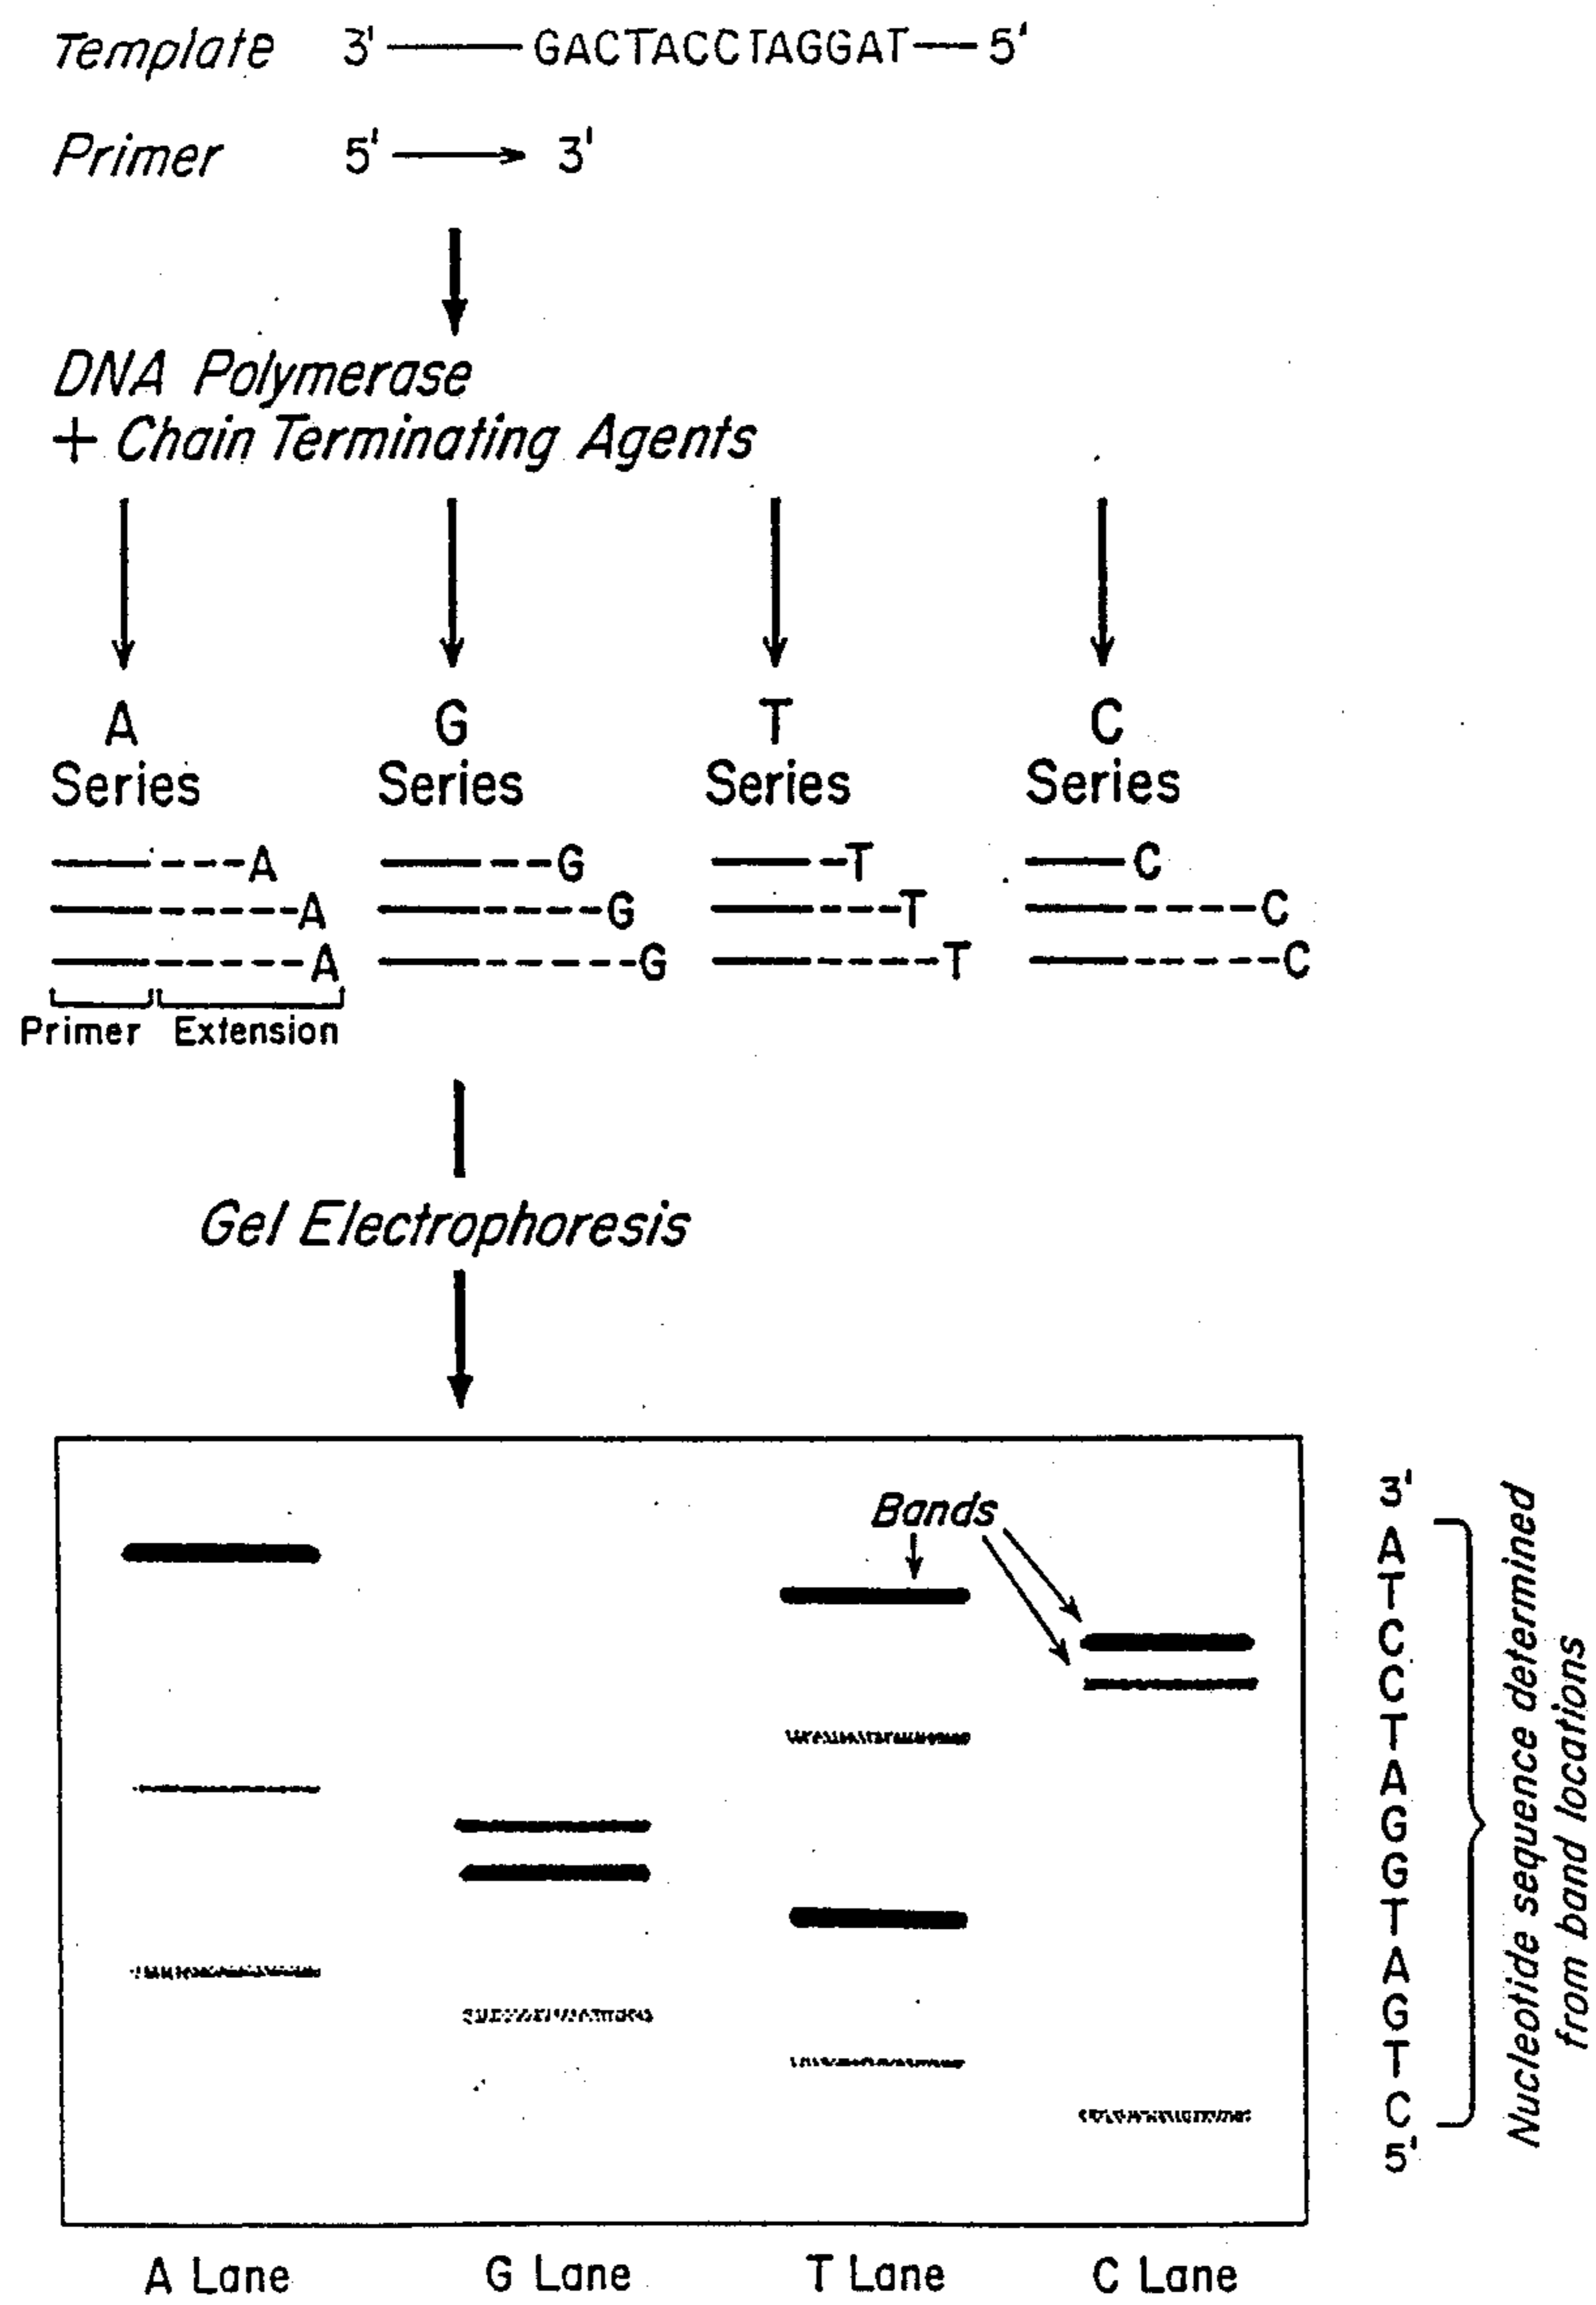 Template 3' GACTACCTAGGAT 5'
Primer 5' 3'
DNA Polymerase
+ Chain Terminating Agents
A G T C
Series Series Series Series
A G T C
A G T C
A G T C
Primer Extension
Gel Electrophoresis
Bands
3'
A
T
C
C
T
A
G
G
T
A
G
T
C
5'
Nucleotide sequence determined
from band locations
A Lane G Lane T Lane C Lane